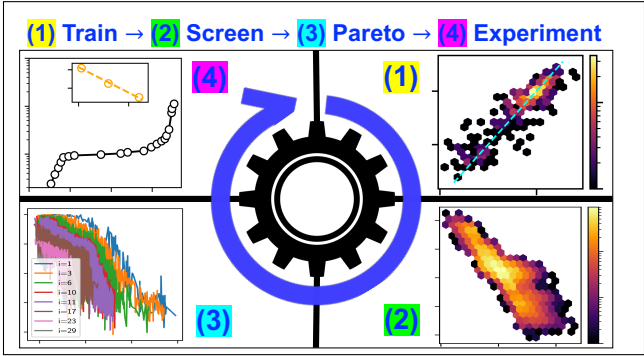 (1) Train → (2) Screen → (3) Pareto → (4) Experiment
(4)
(1)
i=1
i=3
i=6
i=10
i=11
i=17
i=23
i=29
(3)
(2)